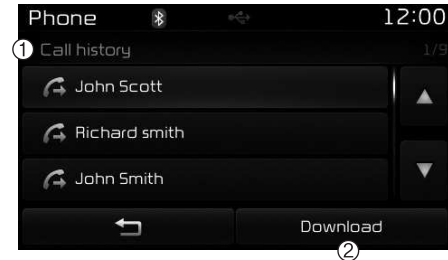 Phone 12:00
① Call history 1/9
John Scott
Richard smith
John Smith
Download
②